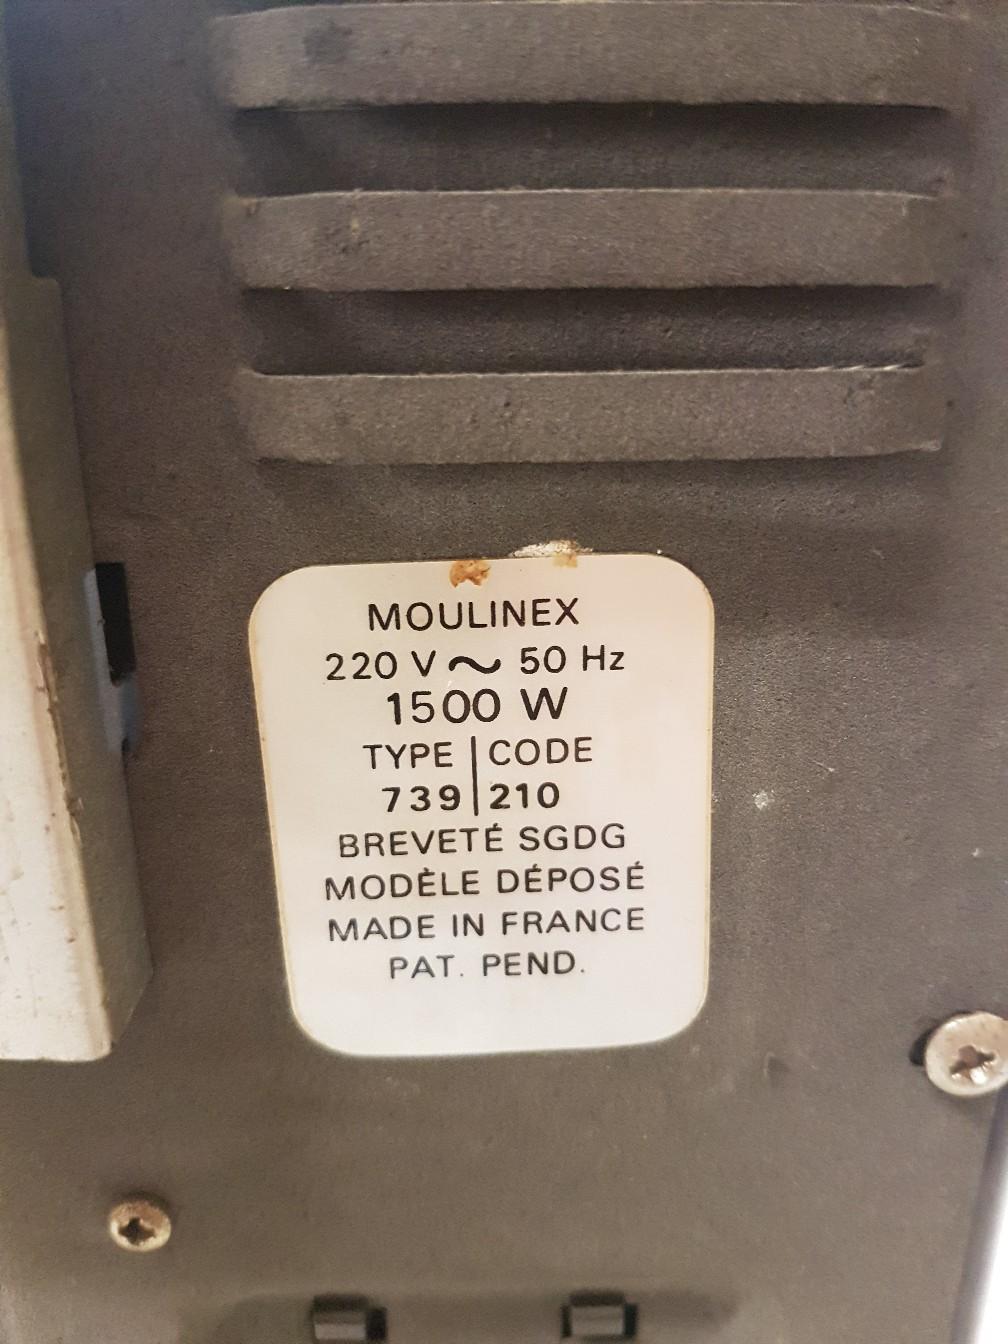 MOULINEX
220 V ~ 50 Hz
1500 W
TYPE | CODE
739 | 210
BREVETÉ SGDG
MODÈLE DÉPOSÉ
MADE IN FRANCE
PAT. PEND.